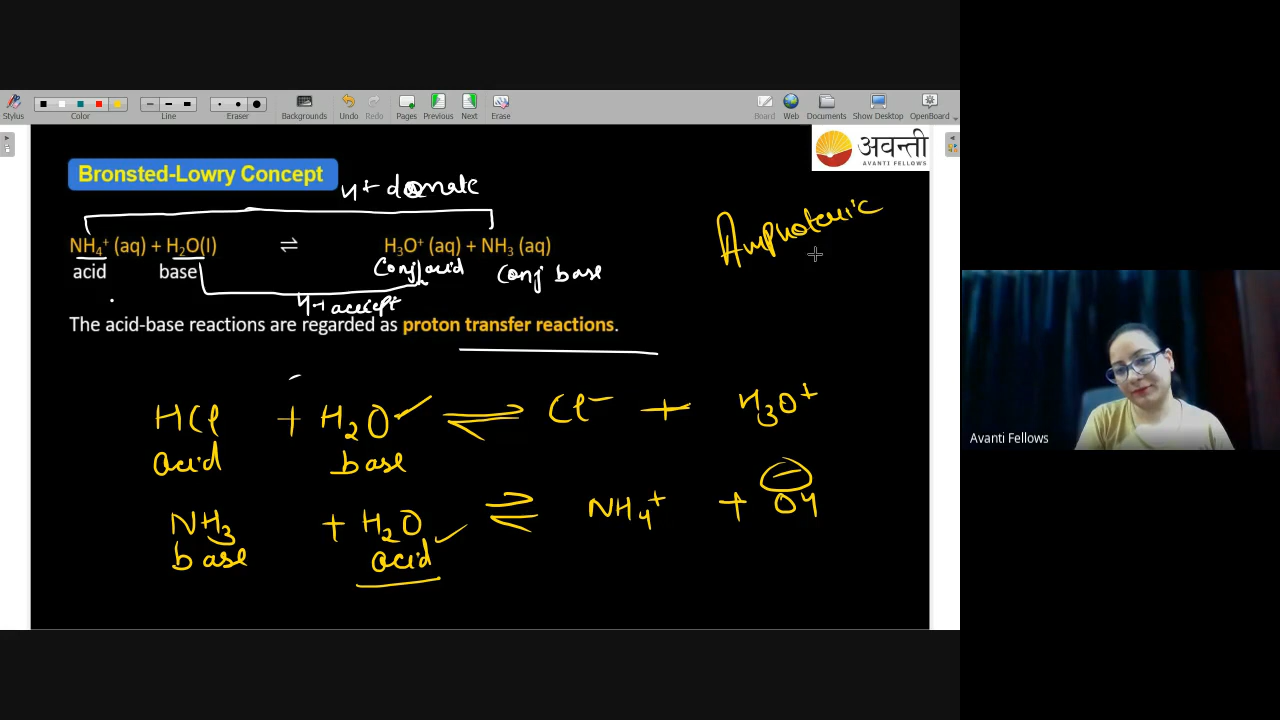 Stylus
Color
Line
Eraser
Backgrounds
Undo
Redo
Pages
Previous
Next
Erase
Board
Web
Documents
Show Desktop
OpenBoard
अवन्ती
AVANTI FELLOWS
Bronsted-Lowry Concept
H+ donate
Amphoteric
NH₄⁺ (aq) + H₂O(l) ⇌ H₃O⁺ (aq) + NH₃ (aq)
acid base conj acid conj base
H+ accept
The acid-base reactions are regarded as proton transfer reactions.
HCl + H₂O ⇌ Cl⁻ + H₃O⁺
acid base
NH₃ + H₂O ⇌ NH₄⁺ + OH⁻
base acid
Avanti Fellows